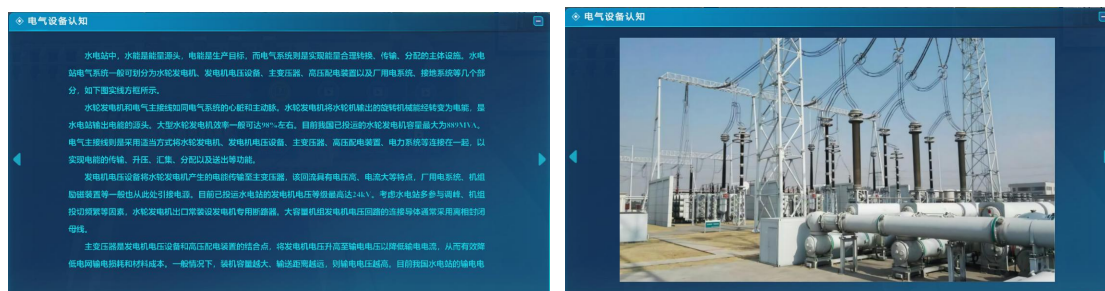 电气设备认知
水电站中，水能是能量源头、电能是生产目标，而电气系统则是实现能量合理转换、传输、分配的主体设施。水电
站电气系统一般可划分为水轮发电机、发电机电压设备、主变压器、高压配电装置以及厂用电系统、接地系统等几个部
分，如下图实线方框所示。
水轮发电机和电气主接线如同电气系统的心脏和主动脉。水轮发电机将水轮机输出的旋转机械能经转变为电能，是
水电站输出电能的源头。大型水轮发电机效率一般可达98%左右。目前我国已投运的水轮发电机容量最大为889MVA。
电气主接线则是采用适当方式将水轮发电机、发电机电压设备、主变压器、高压配电装置、电力系统等连接在一起，以
实现电能的传输、升压、汇集、分配以及送出等功能。
发电机电压设备将水轮发电机产生的电能传输至主变压器，该回流具有电压高、电流大等特点，厂用电系统、机组
励磁装置等一般也从此处引接电源。目前已投运水电站的发电机电压等级最高达24kV。考虑水电站多参与调峰、机组
投切频繁等因素，水轮发电机出口常装设发电机专用断路器。大容量机组发电机电压回路的连接导体通常采用离相封闭
母线。
主变压器是发电机电压设备和高压配电装置的结合点，将发电机电压升高至输电电压以降低输电电流，从而有效降
低电网输电损耗和材料成本。一般情况下，装机容量越大、输送距离越远，则输电电压越高。目前我国水电站的输电电
电气设备认知